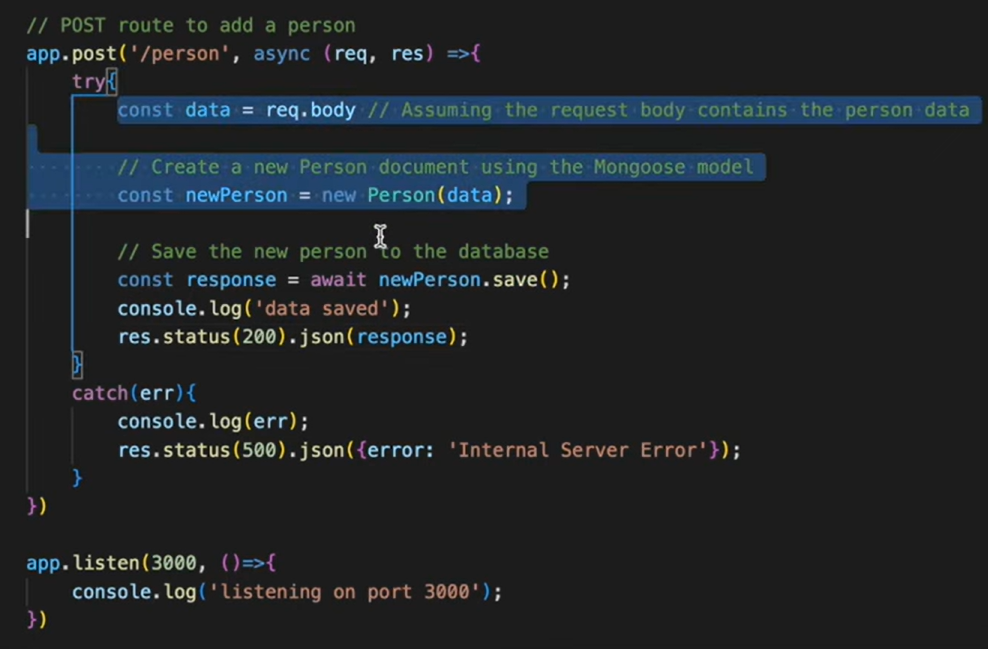 // POST route to add a person
app.post('/person', async (req, res) =>{
try{
const data = req.body // Assuming the request body contains the person data
// Create a new Person document using the Mongoose model
const newPerson = new Person(data);
// Save the new person to the database
const response = await newPerson.save();
console.log('data saved');
res.status(200).json(response);
}
catch(err){
console.log(err);
res.status(500).json({error: 'Internal Server Error'});
}
})
app.listen(3000, ()=>{
console.log('listening on port 3000');
})